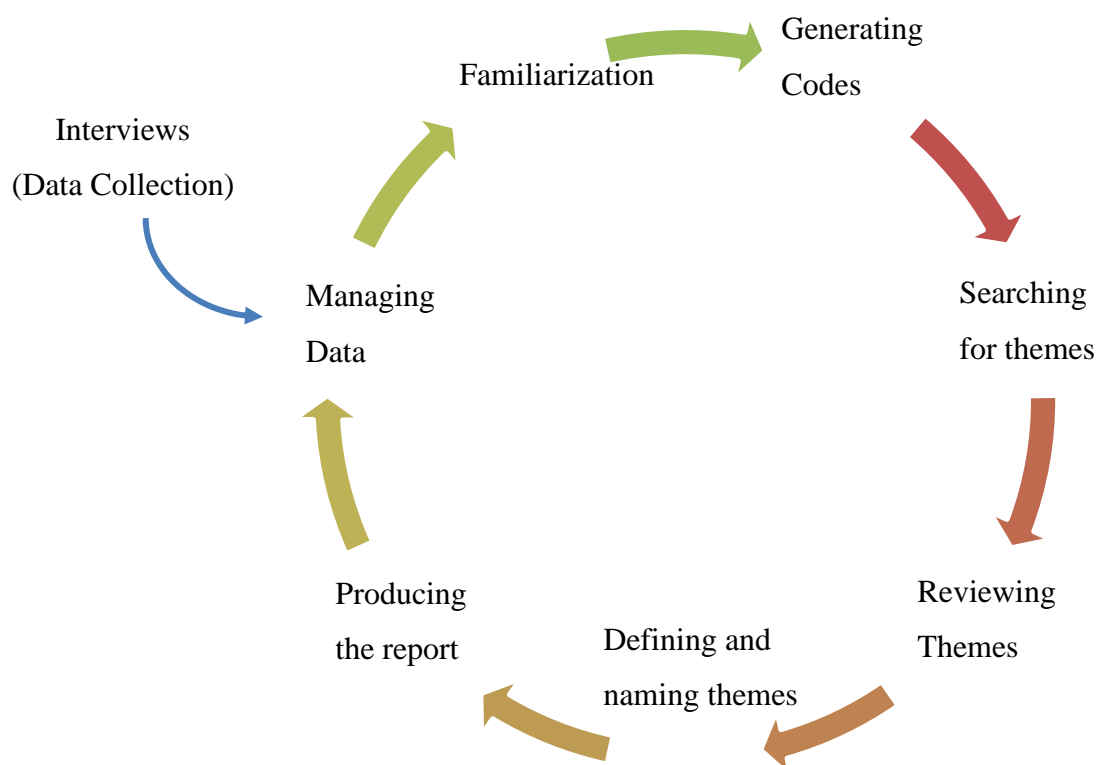 Interviews
(Data Collection)
Managing
Data
Familiarization
Generating
Codes
Searching
for themes
Reviewing
Themes
Defining and
naming themes
Producing
the report